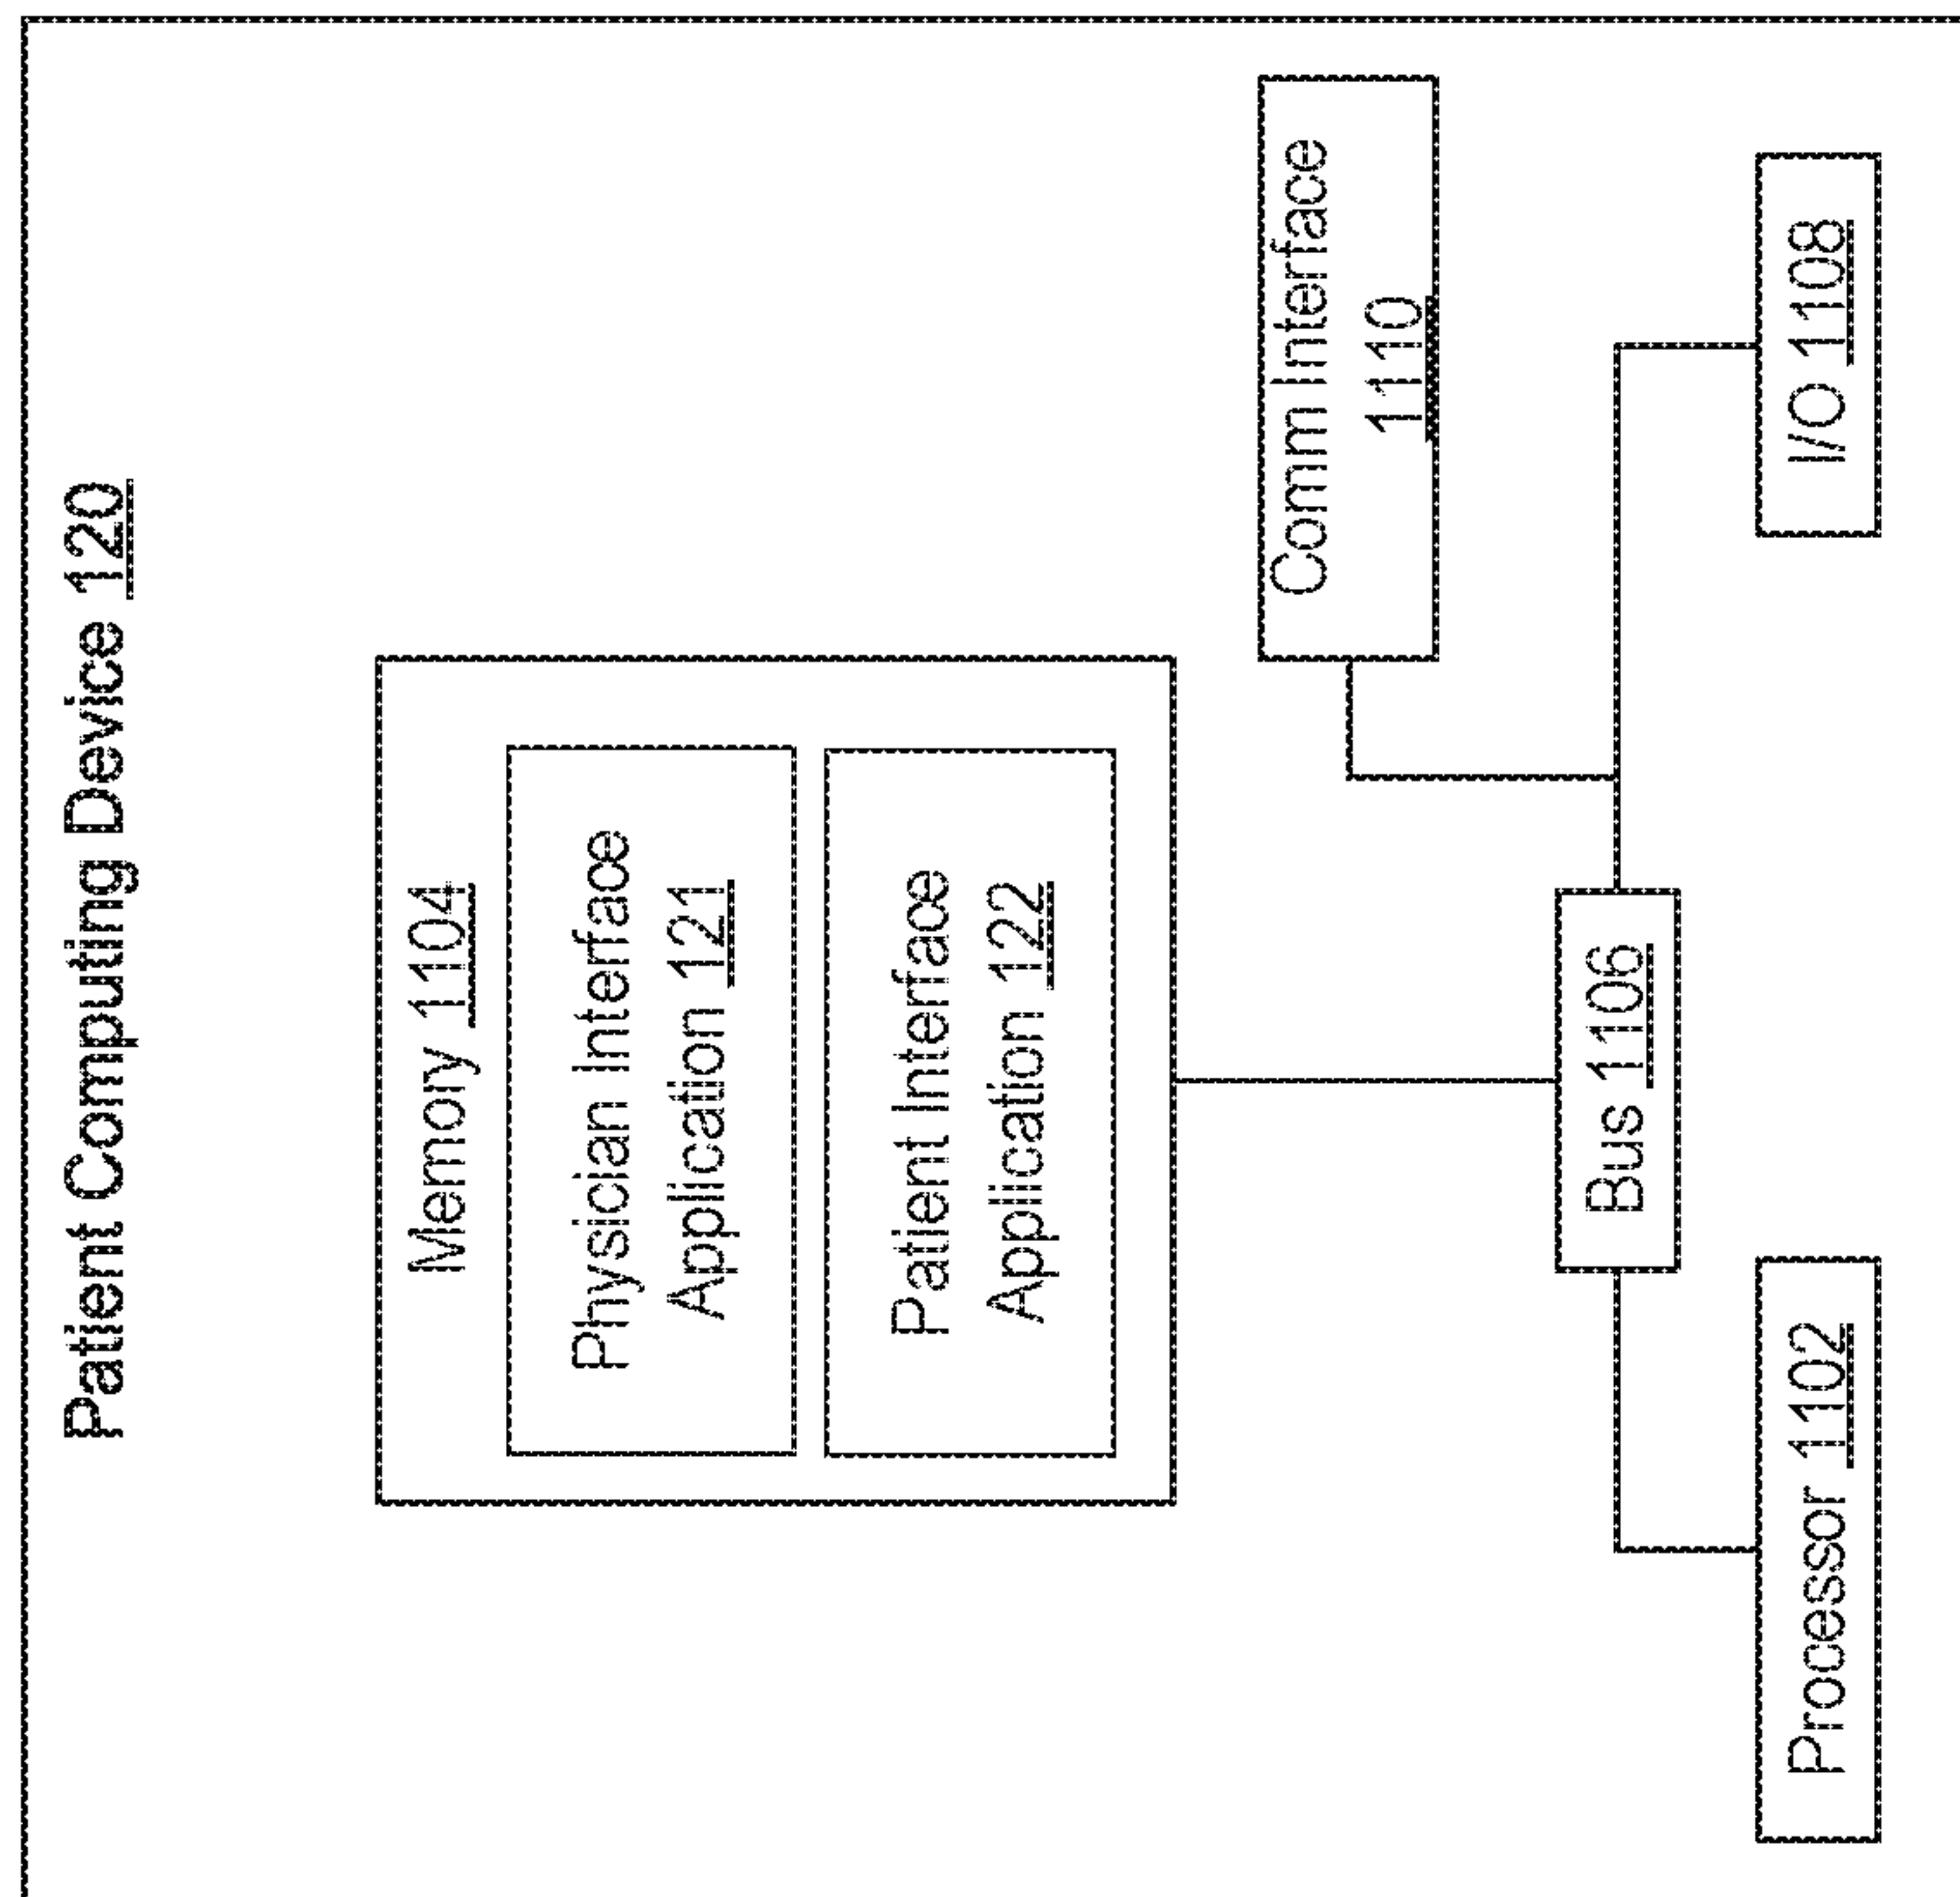 Patient Computing Device 120
Memory 1104
Physician Interface
Application 121
Patient Interface
Application 122
Comm Interface
1110
Bus 1106
Processor 1102
I/O 1108